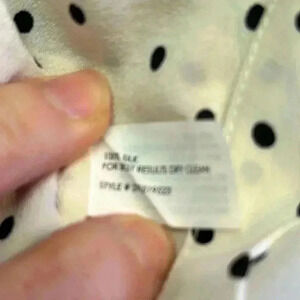 100% SILK
FOR BEST RESULTS DRY CLEAN
STYLE #